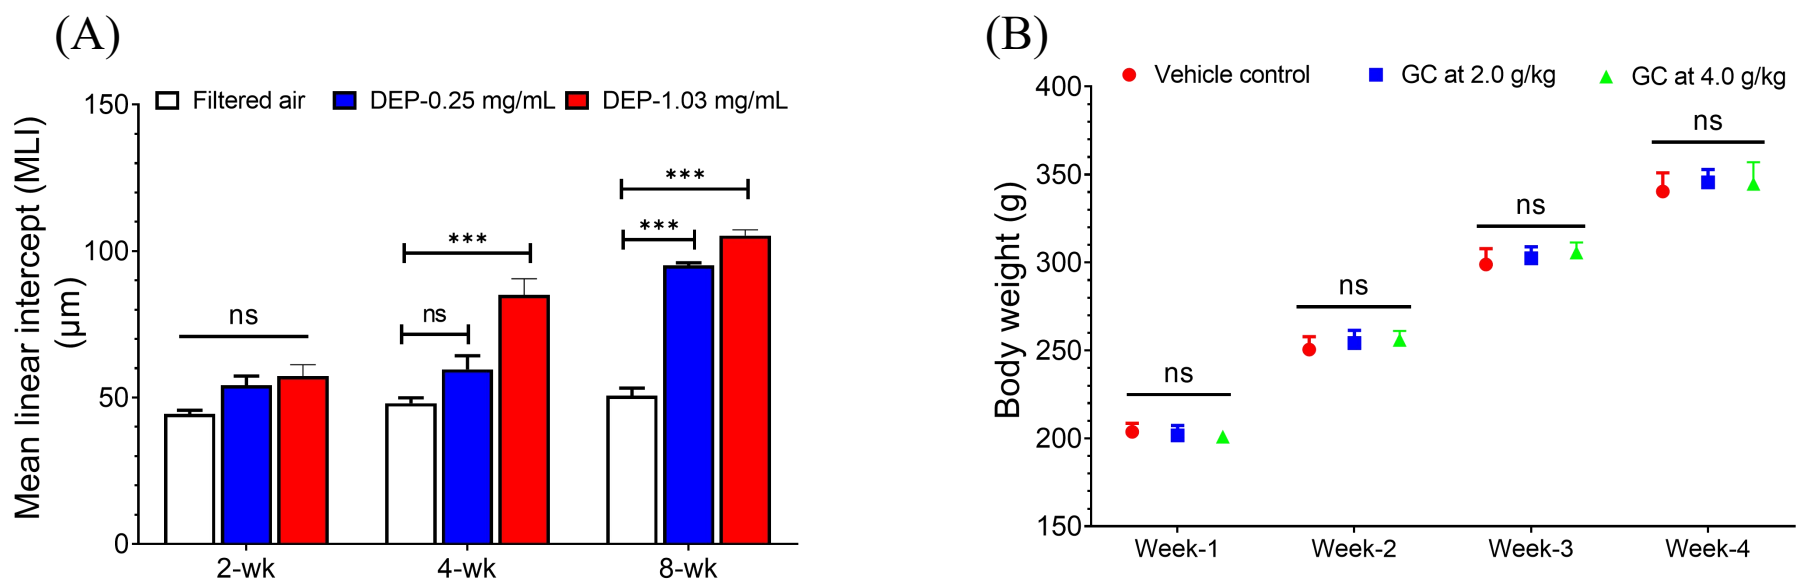 (A)
Filtered air DEP-0.25 mg/mL DEP-1.03 mg/mL
Mean linear intercept (MLI)
(µm)
150
100
50
0
ns
ns
***
***
***
2-wk 4-wk 8-wk
(B)
Vehicle control GC at 2.0 g/kg GC at 4.0 g/kg
Body weight (g)
400
350
300
250
200
150
ns
ns
ns
ns
Week-1 Week-2 Week-3 Week-4